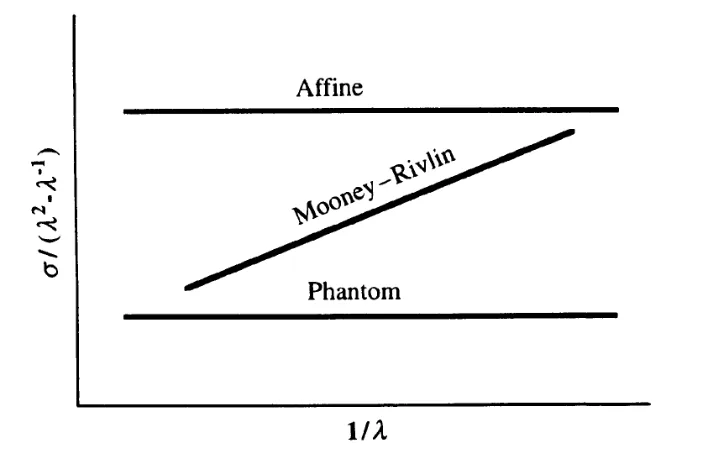 Affine
Mooney–Rivlin
Phantom
σ/(λ²-λ⁻¹)
1/λ